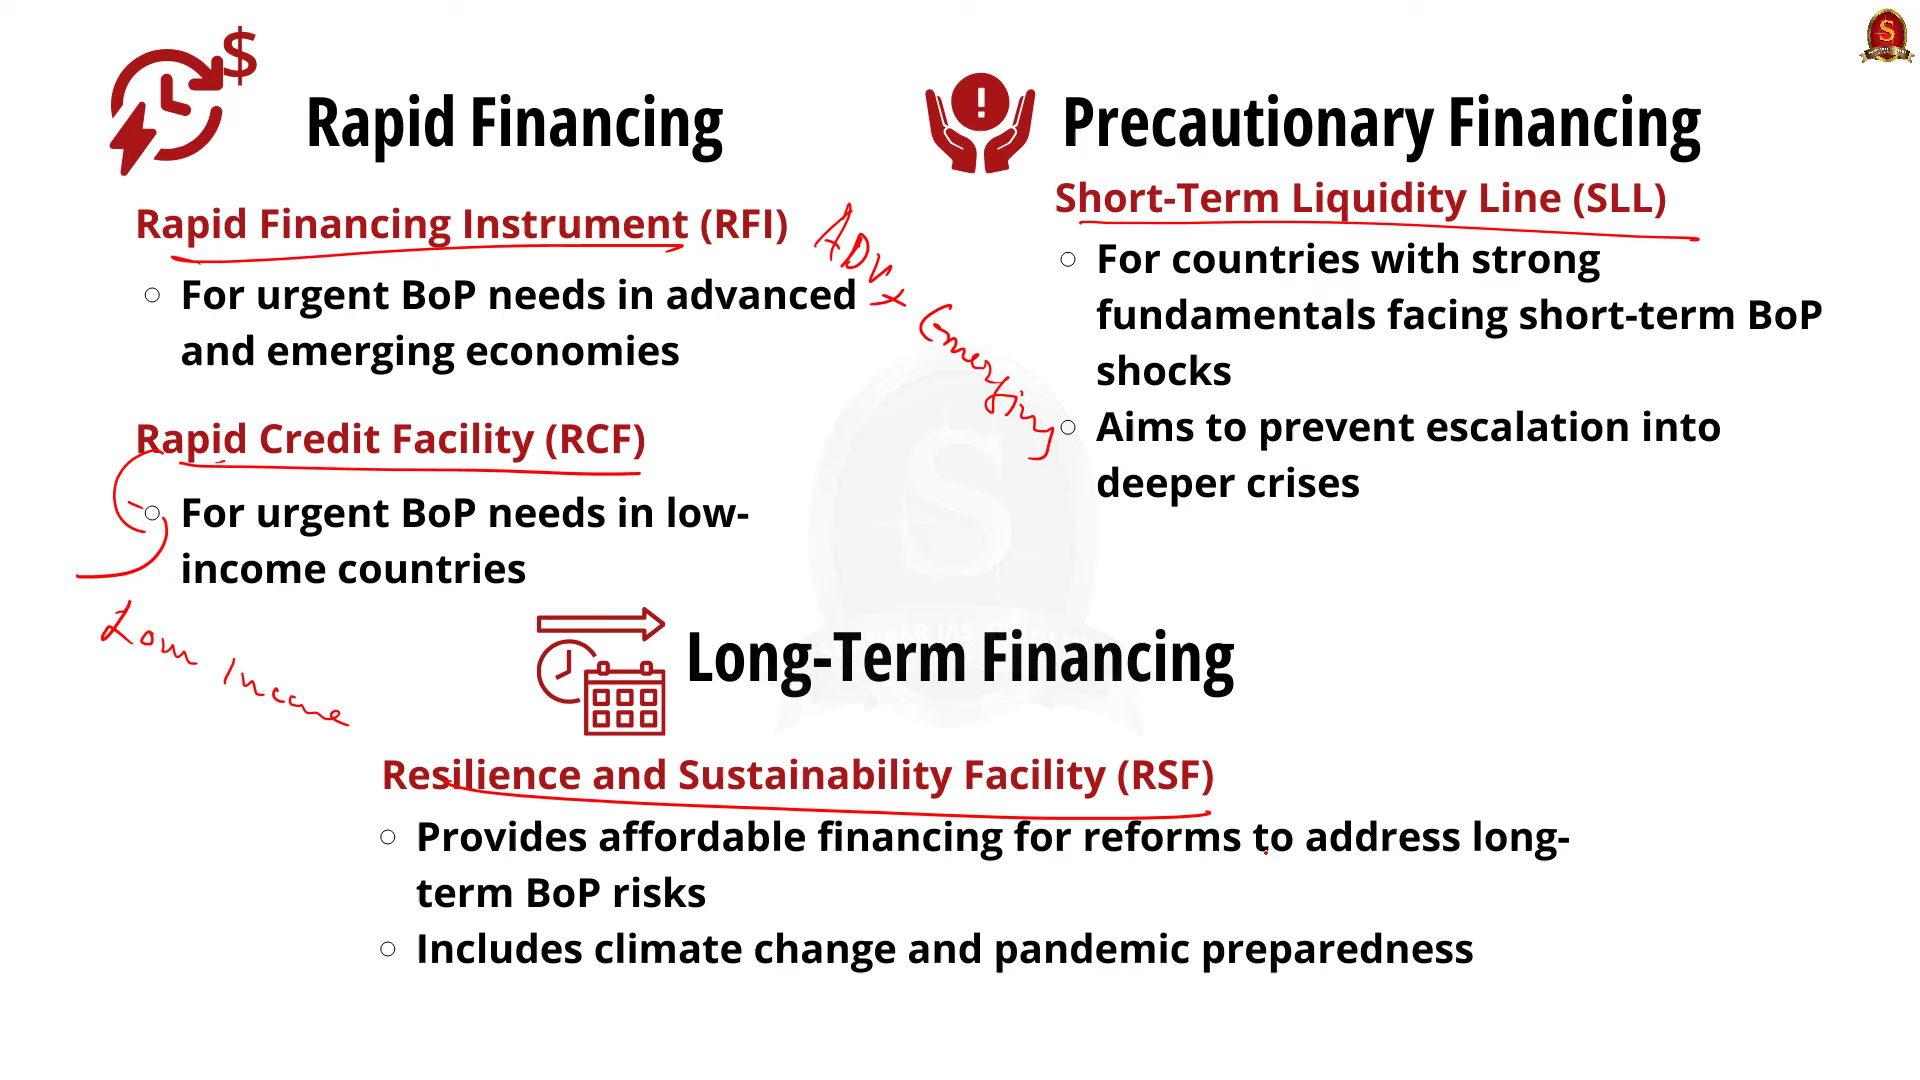 Rapid Financing
Rapid Financing Instrument (RFI)
For urgent BoP needs in advanced
and emerging economies
ADV + Emerging
Rapid Credit Facility (RCF)
For urgent BoP needs in low-
income countries
Low Income
Precautionary Financing
Short-Term Liquidity Line (SLL)
For countries with strong
fundamentals facing short-term BoP
shocks
Aims to prevent escalation into
deeper crises
Long-Term Financing
Resilience and Sustainability Facility (RSF)
Provides affordable financing for reforms to address long-
term BoP risks
Includes climate change and pandemic preparedness